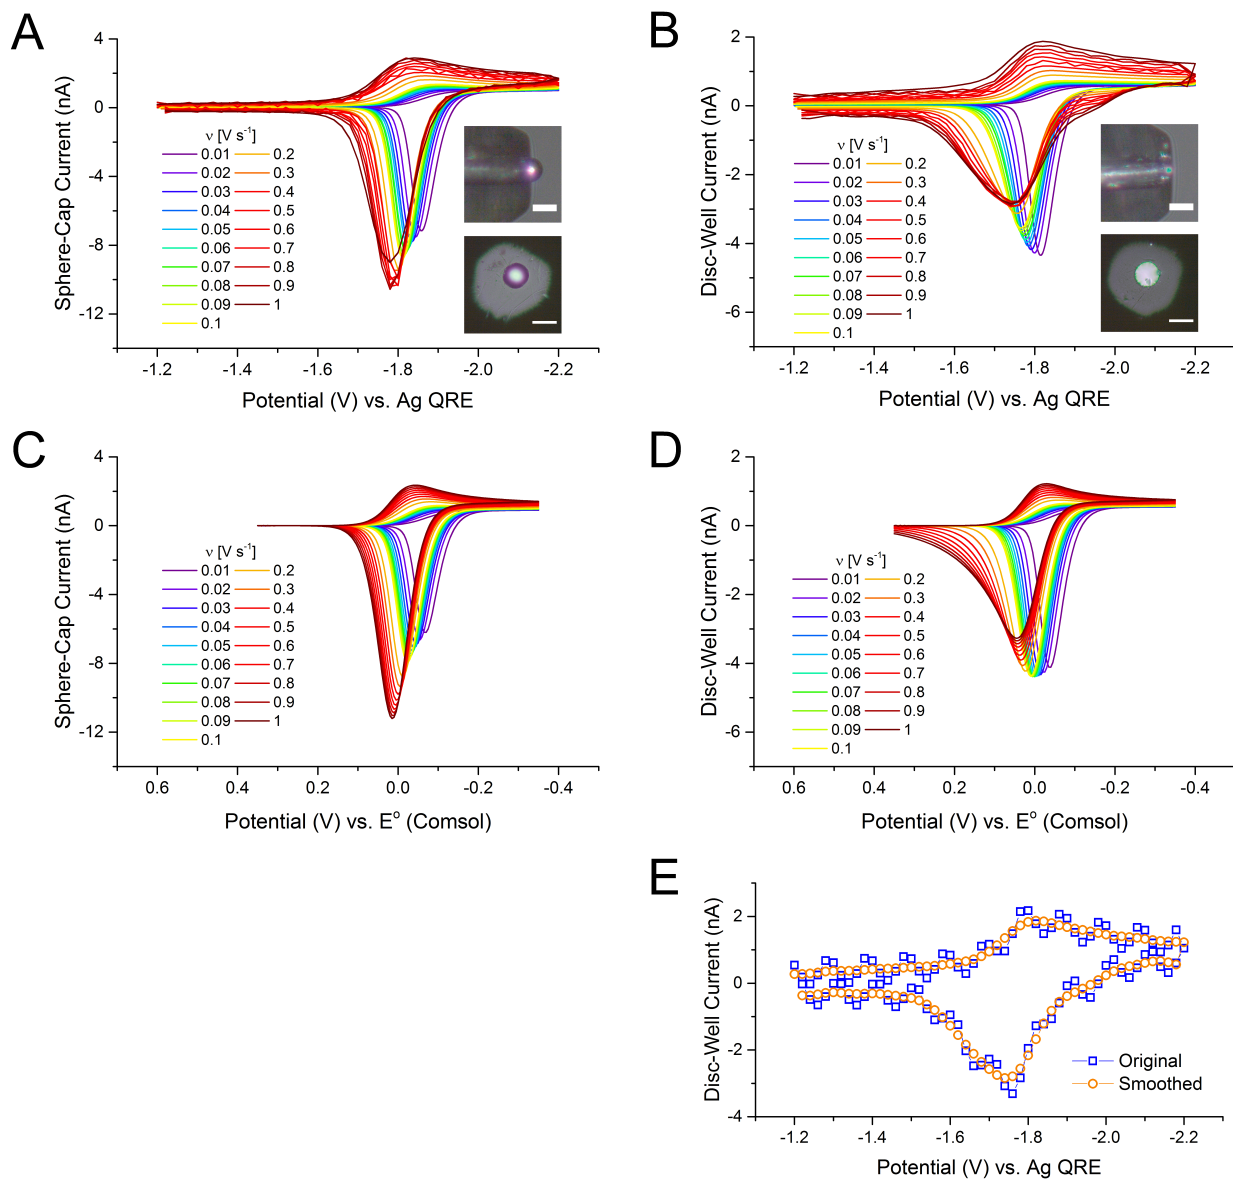 A
4
0
-4
-8
-12
Sphere-Cap Current (nA)
ν [V s⁻¹]
0.01 0.2
0.02 0.3
0.03 0.4
0.04 0.5
0.05 0.6
0.06 0.7
0.07 0.8
0.08 0.9
0.09 1
0.1
-1.2 -1.4 -1.6 -1.8 -2.0 -2.2
Potential (V) vs. Ag QRE
B
2
0
-2
-4
-6
Disc-Well Current (nA)
ν [V s⁻¹]
0.01 0.2
0.02 0.3
0.03 0.4
0.04 0.5
0.05 0.6
0.06 0.7
0.07 0.8
0.08 0.9
0.09 1
0.1
-1.2 -1.4 -1.6 -1.8 -2.0 -2.2
Potential (V) vs. Ag QRE
C
4
0
-4
-8
-12
Sphere-Cap Current (nA)
ν [V s⁻¹]
0.01 0.2
0.02 0.3
0.03 0.4
0.04 0.5
0.05 0.6
0.06 0.7
0.07 0.8
0.08 0.9
0.09 1
0.1
0.6 0.4 0.2 0.0 -0.2 -0.4
Potential (V) vs. E° (Comsol)
D
2
0
-2
-4
-6
Disc-Well Current (nA)
ν [V s⁻¹]
0.01 0.2
0.02 0.3
0.03 0.4
0.04 0.5
0.05 0.6
0.06 0.7
0.07 0.8
0.08 0.9
0.09 1
0.1
0.6 0.4 0.2 0.0 -0.2 -0.4
Potential (V) vs. E° (Comsol)
E
2
0
-2
-4
Disc-Well Current (nA)
Original
Smoothed
-1.2 -1.4 -1.6 -1.8 -2.0 -2.2
Potential (V) vs. Ag QRE